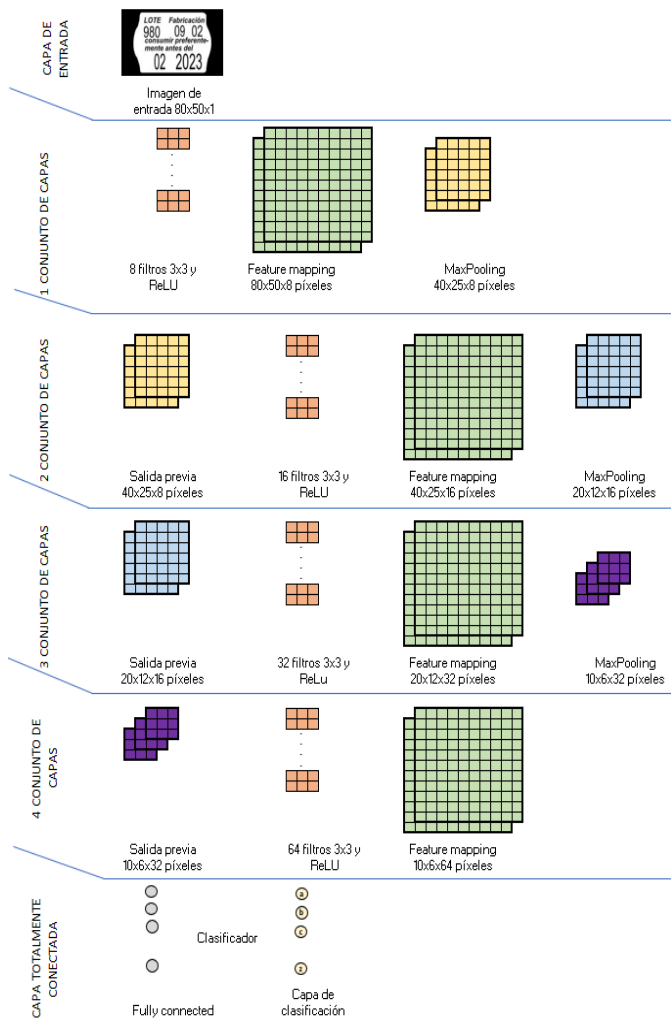 CAPA DE
ENTRADA
LOTE Fabricación
980 09 02
consumir preferente-
mente antes del
02 2023
Imagen de
entrada 80x50x1
1 CONJUNTO DE CAPAS
8 filtros 3x3 y
ReLU
Feature mapping
80x50x8 píxeles
MaxPooling
40x25x8 píxeles
2 CONJUNTO DE CAPAS
Salida previa
40x25x8 píxeles
16 filtros 3x3 y
ReLU
Feature mapping
40x25x16 píxeles
MaxPooling
20x12x16 píxeles
3 CONJUNTO DE CAPAS
Salida previa
20x12x16 píxeles
32 filtros 3x3 y
ReLu
Feature mapping
20x12x32 píxeles
MaxPooling
10x6x32 píxeles
4 CONJUNTO DE
CAPAS
Salida previa
10x6x32 píxeles
64 filtros 3x3 y
ReLU
Feature mapping
10x6x64 píxeles
CAPA TOTALMENTE
CONECTADA
Clasificador
a
b
c
z
Fully connected
Capa de
clasificación